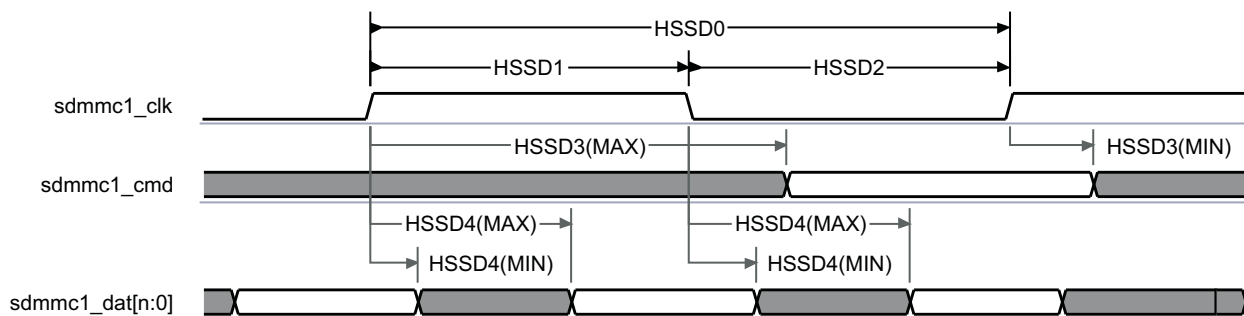 HSSD0
HSSD1 HSSD2
sdmmc1_clk
HSSD3(MAX) HSSD3(MIN)
sdmmc1_cmd
HSSD4(MAX) HSSD4(MAX)
HSSD4(MIN) HSSD4(MIN)
sdmmc1_dat[n:0]